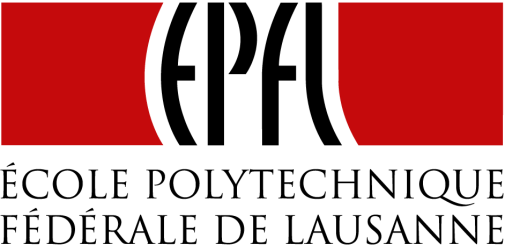 EPFL
ÉCOLE POLYTECHNIQUE
FÉDÉRALE DE LAUSANNE